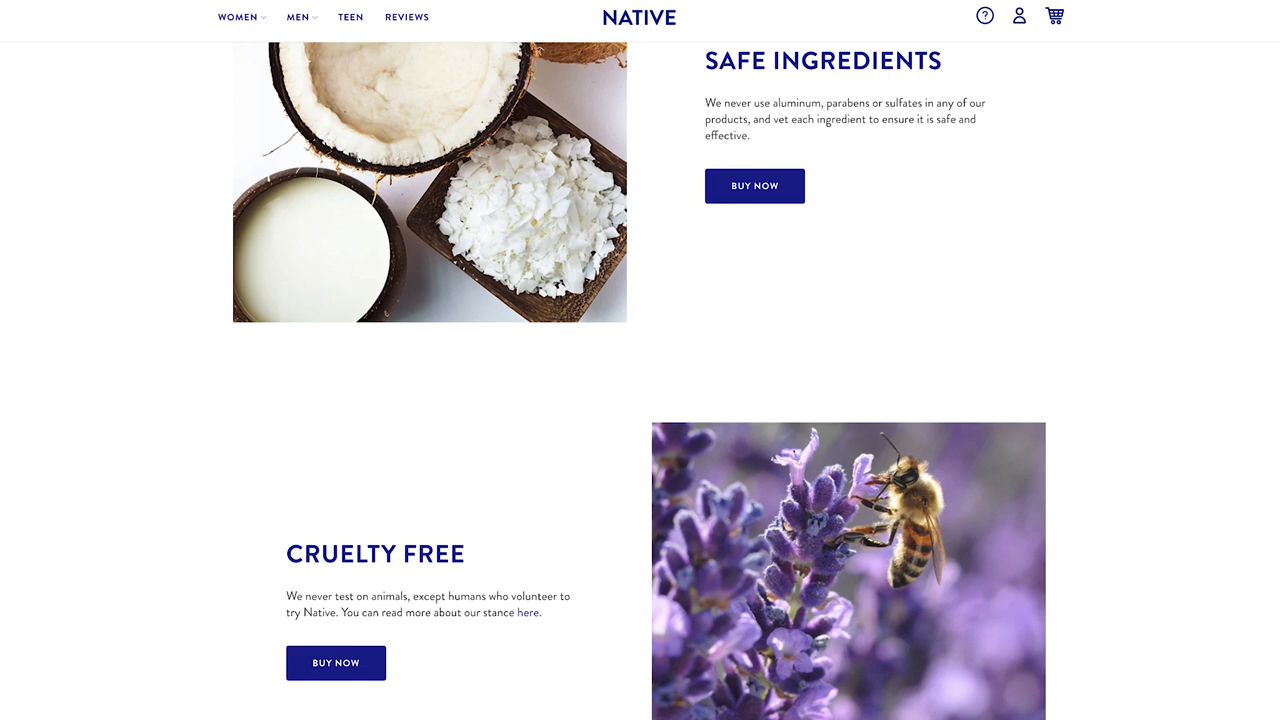 WOMEN MEN TEEN REVIEWS NATIVE
SAFE INGREDIENTS
We never use aluminum, parabens or sulfates in any of our
products, and vet each ingredient to ensure it is safe and
effective.
BUY NOW
CRUELTY FREE
We never test on animals, except humans who volunteer to
try Native. You can read more about our stance here.
BUY NOW